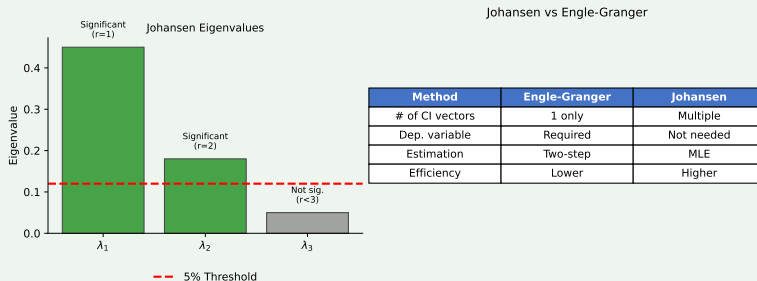 Johansen Eigenvalues
Significant
(r=1)
Significant
(r=2)
Not sig.
(r<3)
Eigenvalue
0.4
0.3
0.2
0.1
0.0
λ₁
λ₂
λ₃
5% Threshold
Johansen vs Engle-Granger
Method Engle-Granger Johansen
# of CI vectors 1 only Multiple
Dep. variable Required Not needed
Estimation Two-step MLE
Efficiency Lower Higher